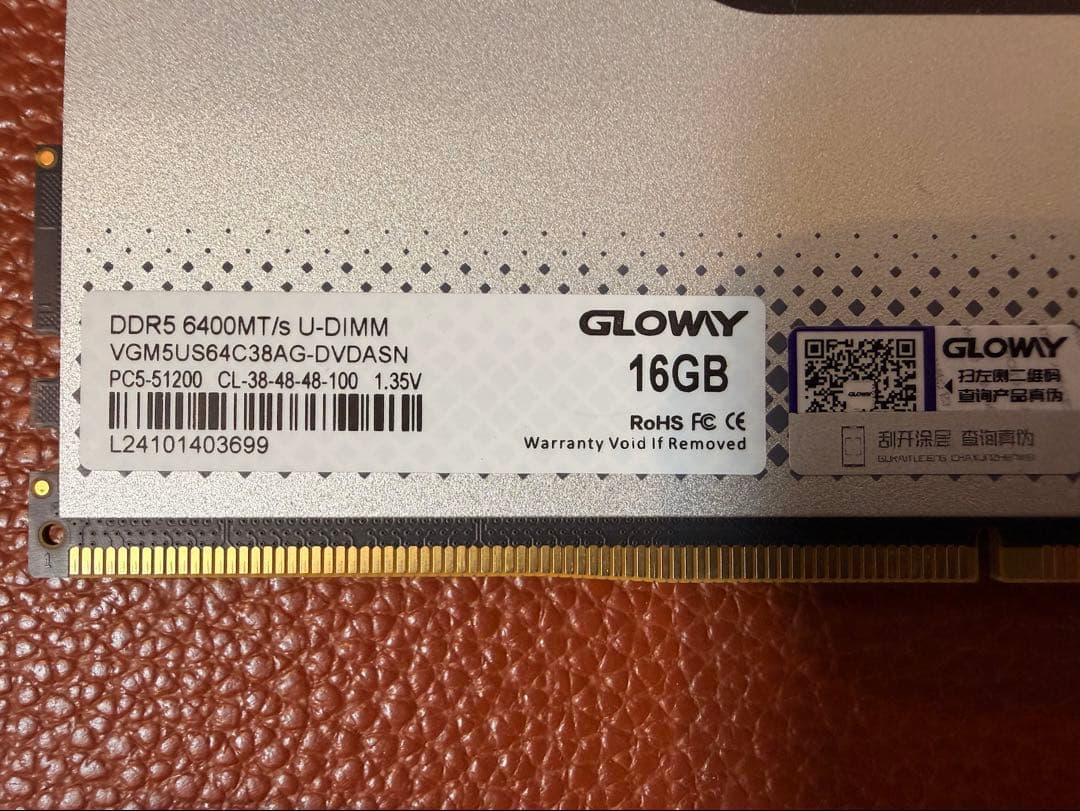 DDR5 6400MT/s U-DIMM
VGM5US64C38AG-DVDASN
PC5-51200 CL-38-48-48-100 1.35V
L24101403699
GLOWAY
16GB
RoHS FC CE
Warranty Void If Removed
GLOWAY
GLOWAY
扫左侧二维码
查询产品真伪
刮开涂层 查询真伪
1